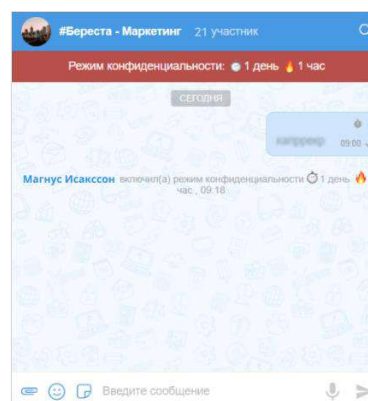 #Береста - Маркетинг 21 участник
Режим конфиденциальности: 1 день 1 час
СЕГОДНЯ
09:00
Магнус Исакссон включил(а) режим конфиденциальности 1 день
час , 09:18
Введите сообщение